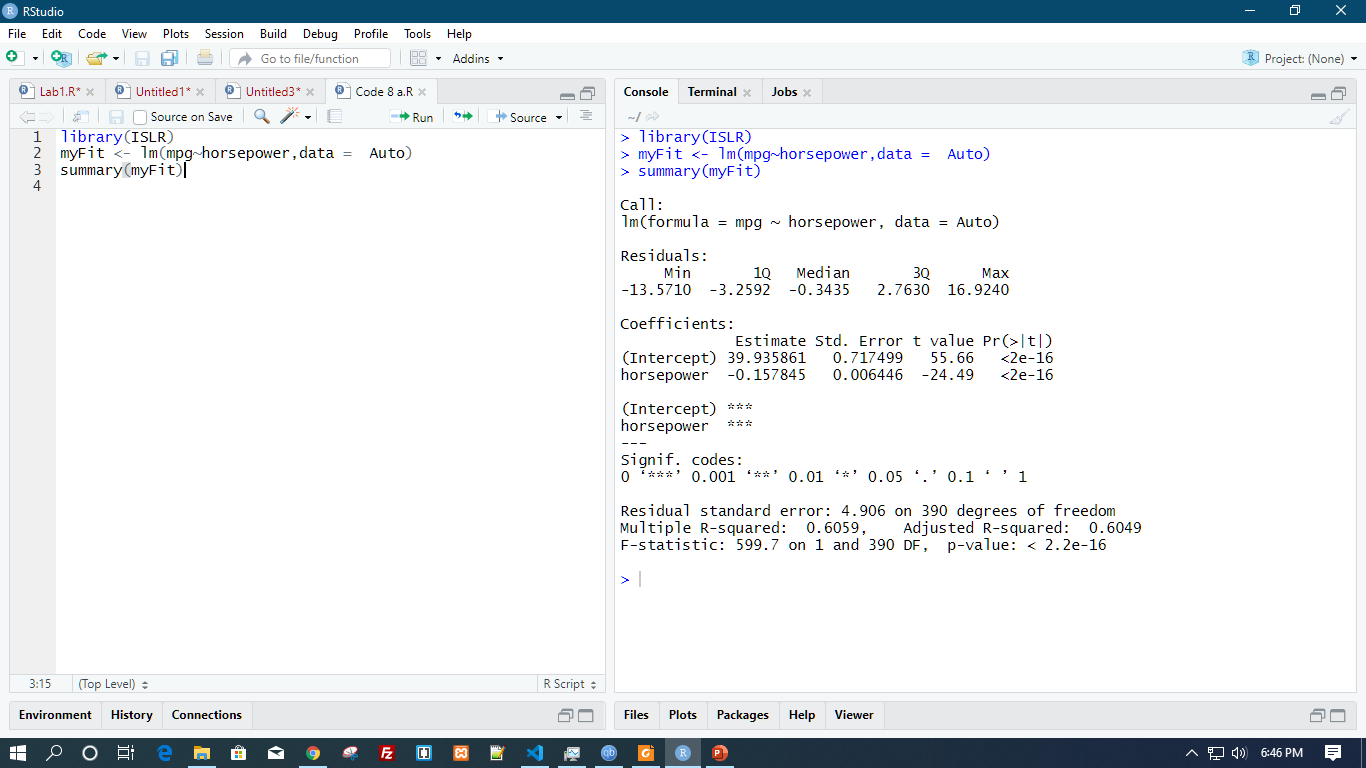 RStudio
File Edit Code View Plots Session Build Debug Profile Tools Help
Go to file/function Addins Project: (None)
Lab1.R* Untitled1* Untitled3* Code 8 a.R
Source on Save Run Source
1 library(ISLR)
2 myFit <- lm(mpg~horsepower,data =  Auto)
3 summary(myFit)
4
3:15 (Top Level) R Script
Environment History Connections
Console Terminal Jobs
~/
> library(ISLR)
> myFit <- lm(mpg~horsepower,data =  Auto)
> summary(myFit)
Call:
lm(formula = mpg ~ horsepower, data = Auto)
Residuals:
     Min       1Q   Median       3Q      Max
-13.5710  -3.2592  -0.3435   2.7630  16.9240
Coefficients:
             Estimate Std. Error t value Pr(>|t|)
(Intercept) 39.935861   0.717499   55.66   <2e-16
horsepower  -0.157845   0.006446  -24.49   <2e-16
(Intercept) ***
horsepower  ***
---
Signif. codes:
0 ‘***’ 0.001 ‘**’ 0.01 ‘*’ 0.05 ‘.’ 0.1 ‘ ’ 1
Residual standard error: 4.906 on 390 degrees of freedom
Multiple R-squared:  0.6059,    Adjusted R-squared:  0.6049
F-statistic: 599.7 on 1 and 390 DF,  p-value: < 2.2e-16
>
Files Plots Packages Help Viewer
6:46 PM